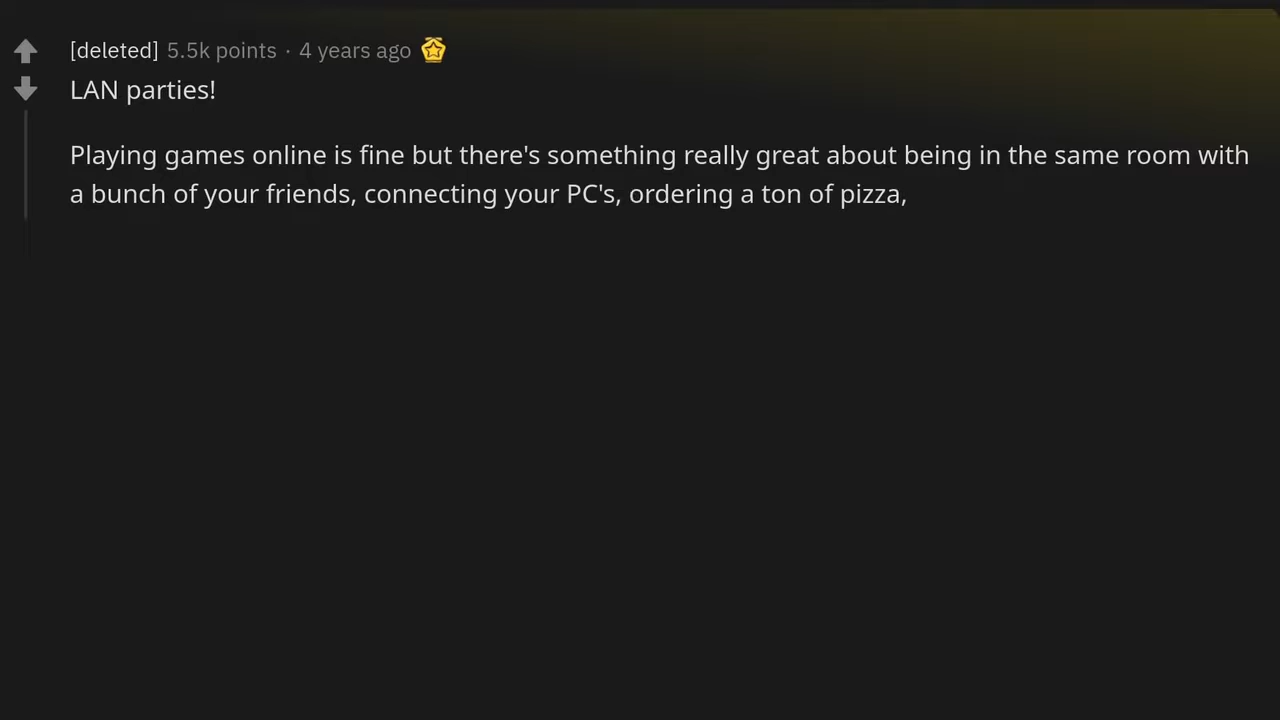 [deleted] 5.5k points · 4 years ago
LAN parties!
Playing games online is fine but there's something really great about being in the same room with
a bunch of your friends, connecting your PC's, ordering a ton of pizza,